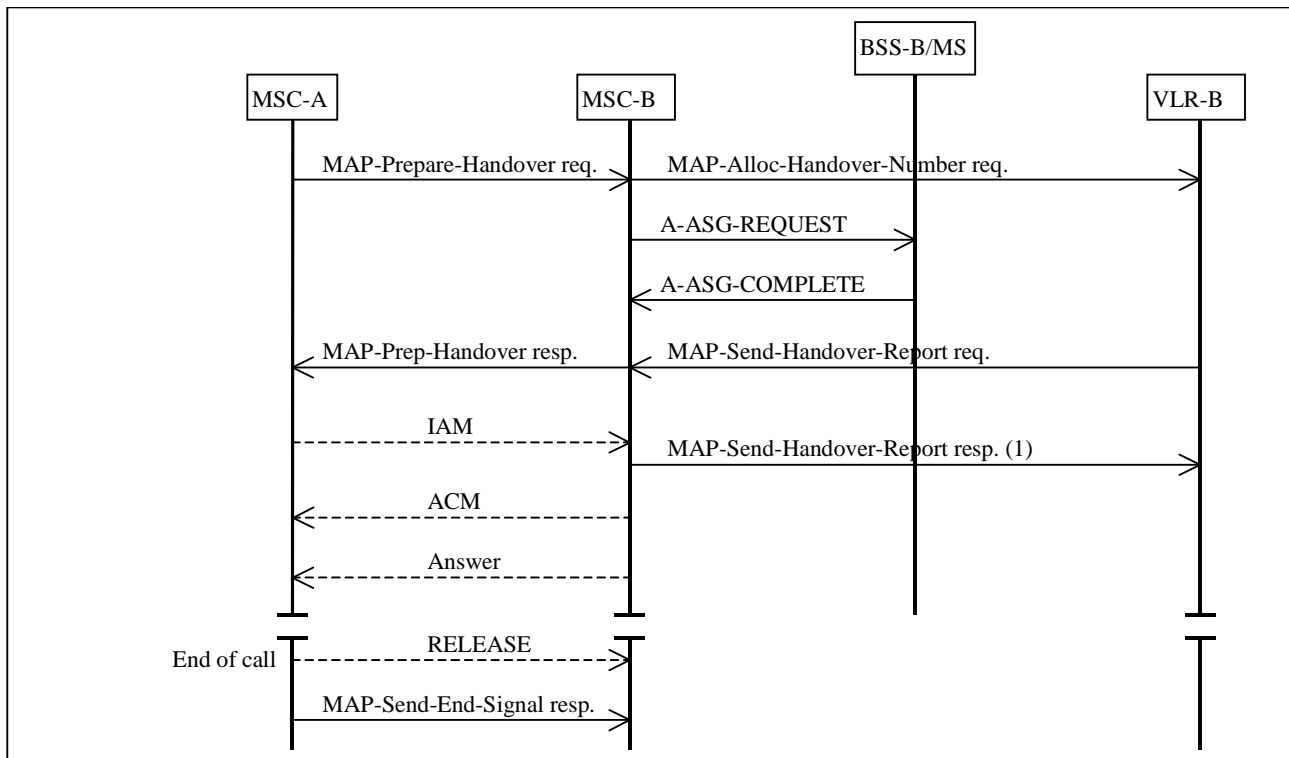 BSS-B/MS
MSC-A
MSC-B
VLR-B
MAP-Prepare-Handover req.
MAP-Alloc-Handover-Number req.
A-ASG-REQUEST
A-ASG-COMPLETE
MAP-Prep-Handover resp.
MAP-Send-Handover-Report req.
IAM
MAP-Send-Handover-Report resp. (1)
ACM
Answer
RELEASE
End of call
MAP-Send-End-Signal resp.